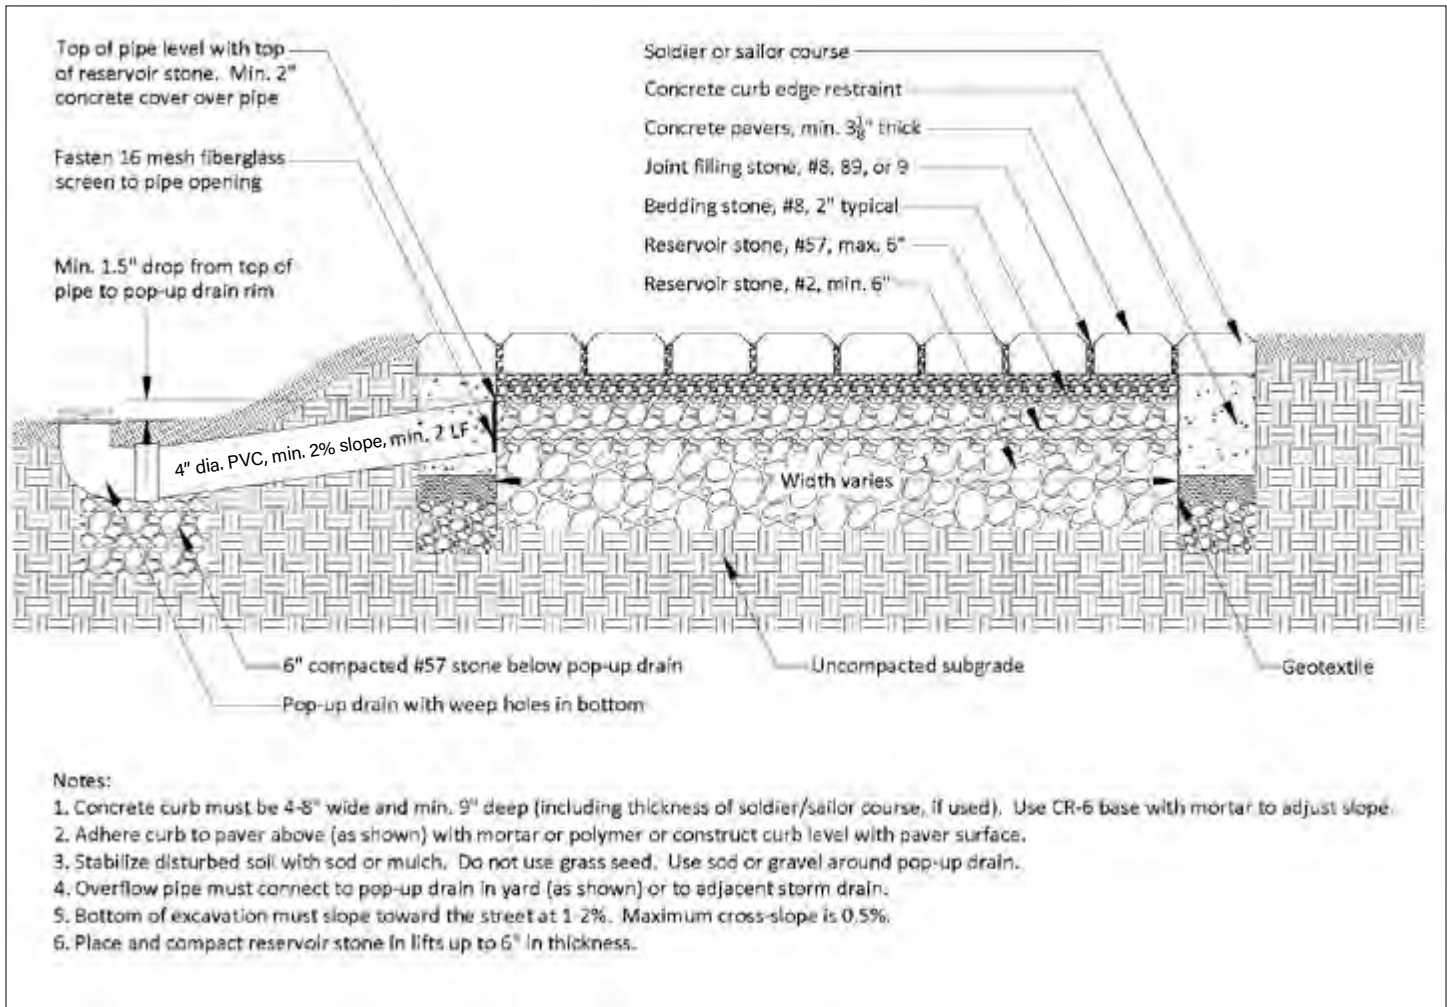 Top of pipe level with top
of reservoir stone. Min. 2"
concrete cover over pipe
Fasten 16 mesh fiberglass
screen to pipe opening
Min. 1.5" drop from top of
pipe to pop-up drain rim
Soldier or sailor course
Concrete curb edge restraint
Concrete pavers, min. 3⅛" thick
Joint filling stone, #8, 89, or 9
Bedding stone, #8, 2" typical
Reservoir stone, #57, max. 6"
Reservoir stone, #2, min. 6"
4" dia. PVC, min. 2% slope, min. 2 LF
Width varies
6" compacted #57 stone below pop-up drain
Uncompacted subgrade
Geotextile
Pop-up drain with weep holes in bottom
Notes:
1. Concrete curb must be 4-8" wide and min. 9" deep (including thickness of soldier/sailor course, if used). Use CR-6 base with mortar to adjust slope.
2. Adhere curb to paver above (as shown) with mortar or polymer or construct curb level with paver surface.
3. Stabilize disturbed soil with sod or mulch. Do not use grass seed. Use sod or gravel around pop-up drain.
4. Overflow pipe must connect to pop-up drain in yard (as shown) or to adjacent storm drain.
5. Bottom of excavation must slope toward the street at 1-2%. Maximum cross-slope is 0.5%.
6. Place and compact reservoir stone in lifts up to 6" in thickness.